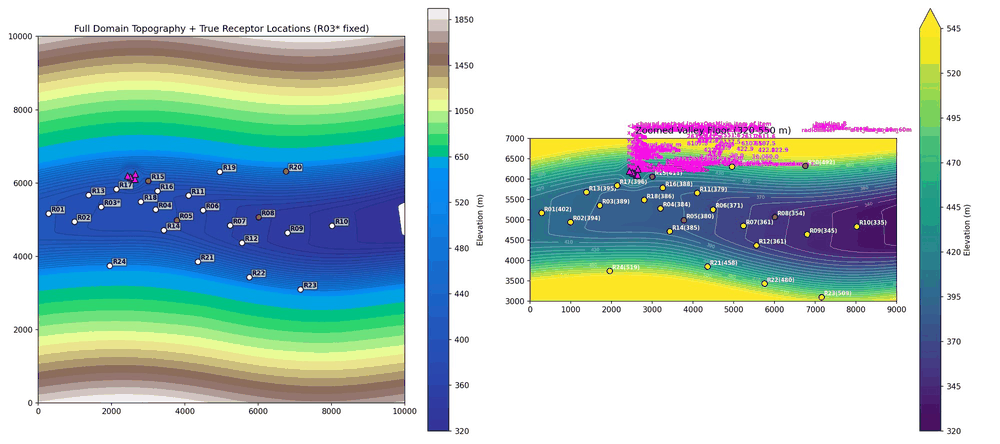 Full Domain Topography + True Receptor Locations (R03* fixed)
10000
8000
6000
4000
2000
0
0 2000 4000 6000 8000 10000
R19
R20
R15
R17
R16
R13
R11
R18
R03*
R04
R06
R01
R02
R05
R08
R07
R14
R10
R09
R12
R21
R24
R22
R23
1850
1450
1050
650
520
480
440
400
360
320
Elevation (m)
Zoomed Valley Floor (320-550 m)
7000
6500
6000
5500
5000
4500
4000
3500
3000
0 1000 2000 3000 4000 5000 6000 7000 8000 9000
R17(396)
R16(388)
R13(395)
R11(379)
R18(386)
R03(389)
R04(384)
R06(371)
R01(402)
R02(394)
R05(380)
R08(354)
R07(361)
R14(385)
R10(335)
R09(345)
R12(361)
R21(458)
R24(519)
R22(480)
R23(509)
545
520
495
470
445
420
395
370
345
320
Elevation (m)